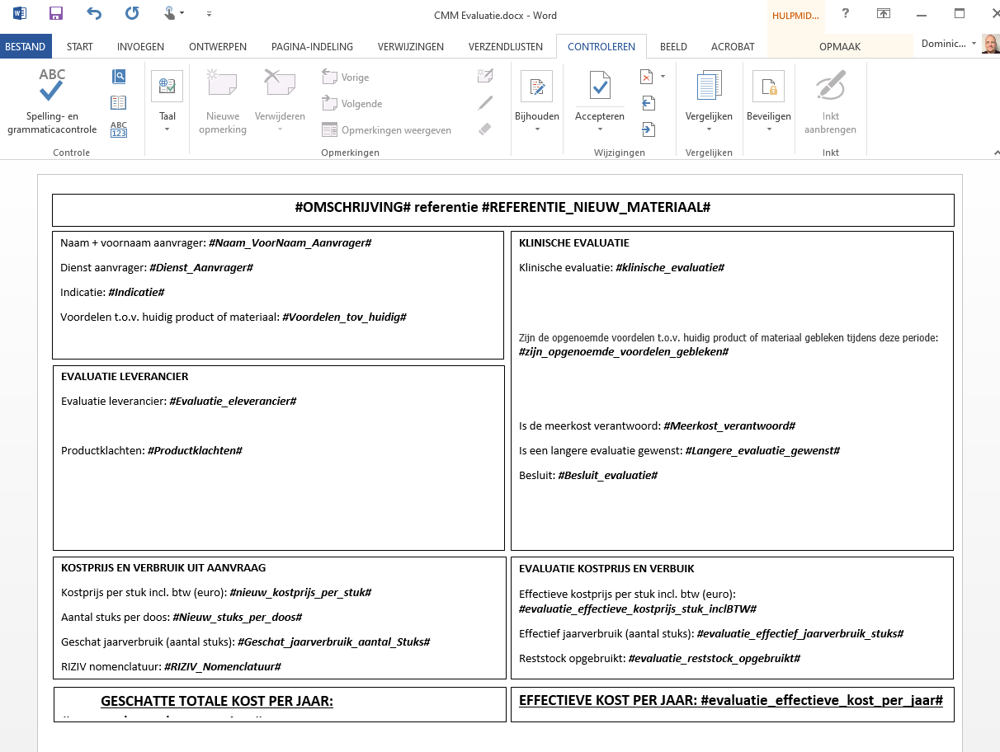 CMM Evaluatie.docx - Word
HULPMID...
?
BESTAND
START
INVOEGEN
ONTWERPEN
PAGINA-INDELING
VERWIJZINGEN
VERZENDLIJSTEN
CONTROLEREN
BEELD
ACROBAT
OPMAAK
Dominic...
ABC
Spelling- en
grammaticacontrole
ABC
123
Controle
Taal
Nieuwe
opmerking
Verwijderen
Vorige
Volgende
Opmerkingen weergeven
Opmerkingen
Bijhouden
Accepteren
Wijzigingen
Vergelijken
Vergelijken
Beveiligen
Inkt
aanbrengen
Inkt
#OMSCHRIJVING# referentie #REFERENTIE_NIEUW_MATERIAAL#
Naam + voornaam aanvrager: #Naam_VoorNaam_Aanvrager#
Dienst aanvrager: #Dienst_Aanvrager#
Indicatie: #Indicatie#
Voordelen t.o.v. huidig product of materiaal: #Voordelen_tov_huidig#
EVALUATIE LEVERANCIER
Evaluatie leverancier: #Evaluatie_eleverancier#
Productklachten: #Productklachten#
KLINISCHE EVALUATIE
Klinische evaluatie: #klinische_evaluatie#
Zijn de opgenoemde voordelen t.o.v. huidig product of materiaal gebleken tijdens deze periode:
#zijn_opgenoemde_voordelen_gebleken#
Is de meerkost verantwoord: #Meerkost_verantwoord#
Is een langere evaluatie gewenst: #Langere_evaluatie_gewenst#
Besluit: #Besluit_evaluatie#
KOSTPRIJS EN VERBRUIK UIT AANVRAAG
Kostprijs per stuk incl. btw (euro): #nieuw_kostprijs_per_stuk#
Aantal stuks per doos: #Nieuw_stuks_per_doos#
Geschat jaarverbruik (aantal stuks): #Geschat_jaarverbruik_aantal_Stuks#
RIZIV nomenclatuur: #RIZIV_Nomenclatuur#
EVALUATIE KOSTPRIJS EN VERBUIK
Effectieve kostprijs per stuk incl. btw (euro):
#evaluatie_effectieve_kostprijs_stuk_inclBTW#
Effectief jaarverbruik (aantal stuks): #evaluatie_effectief_jaarverbruik_stuks#
Reststock opgebruikt: #evaluatie_reststock_opgebruikt#
GESCHATTE TOTALE KOST PER JAAR:
EFFECTIEVE KOST PER JAAR: #evaluatie_effectieve_kost_per_jaar#